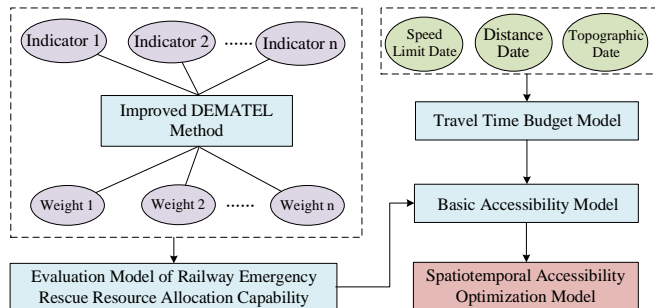 Indicator 1
Indicator 2
......
Indicator n
Improved DEMATEL
Method
Weight 1
Weight 2
......
Weight n
Evaluation Model of Railway Emergency
Rescue Resource Allocation Capability
Speed
Limit Date
Distance
Date
Topographic
Date
Travel Time Budget Model
Basic Accessibility Model
Spatiotemporal Accessibility
Optimization Model